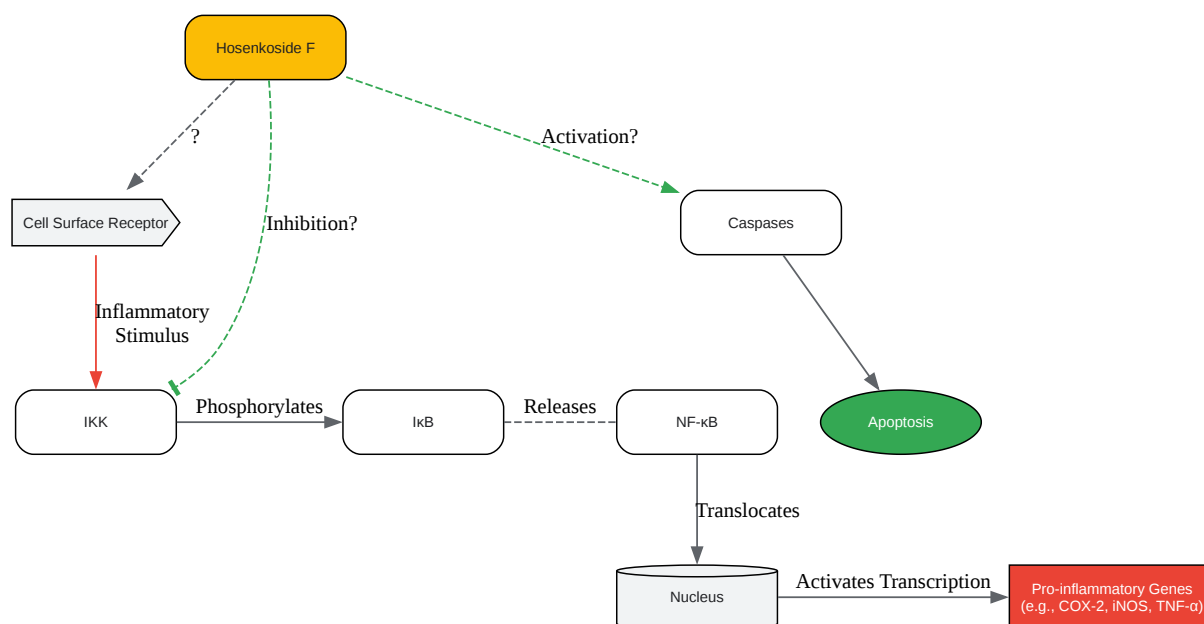 Hosenkoside F
?
Activation?
Cell Surface Receptor
Inhibition?
Caspases
Inflammatory
Stimulus
IKK
Phosphorylates
IκB
Releases
NF-κB
Apoptosis
Translocates
Nucleus
Activates Transcription
Pro-inflammatory Genes
(e.g., COX-2, iNOS, TNF-α)